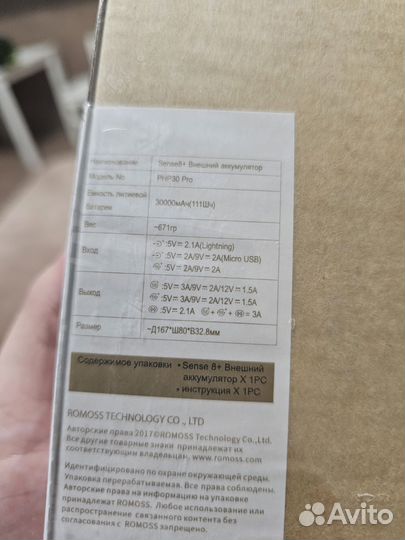 Наименование Sense8+ Внешний аккумулятор
Модель No PHP30 Pro
Емкость литиевой батареи 30000мАч(111Шч)
Вес ~671гр
Вход :5V⎓2.1A(Lightning)
:5V⎓2A/9V⎓2A(Micro USB)
:5V⎓2A/9V⎓2A
Выход :5V⎓3A/9V⎓2A/12V⎓1.5A
:5V⎓3A/9V⎓2A/12V⎓1.5A
:5V⎓2.1A + + ⎓3A
Размер ~Д167*Ш80*В32.8мм
Содержимое упаковки
• Sense 8+ Внешний
аккумулятор X 1PC
• инструкция X 1PC
ROMOSS TECHNOLOGY CO., LTD
Авторские права 2017©ROMOSS Technology Co.,Ltd.
Все другие товарные знаки принадлежат их
соответствующим владельцам. www.romoss.com
Идентифицировано по охране окружающей среды.
Упаковка перерабатываемая. Все права соблюдены.
Авторские права на информацию на упаковке
принадлежат ROMOSS. Любое использование или
распространение связанного контента без
согласования с ROMOSS запрещено.
Avito